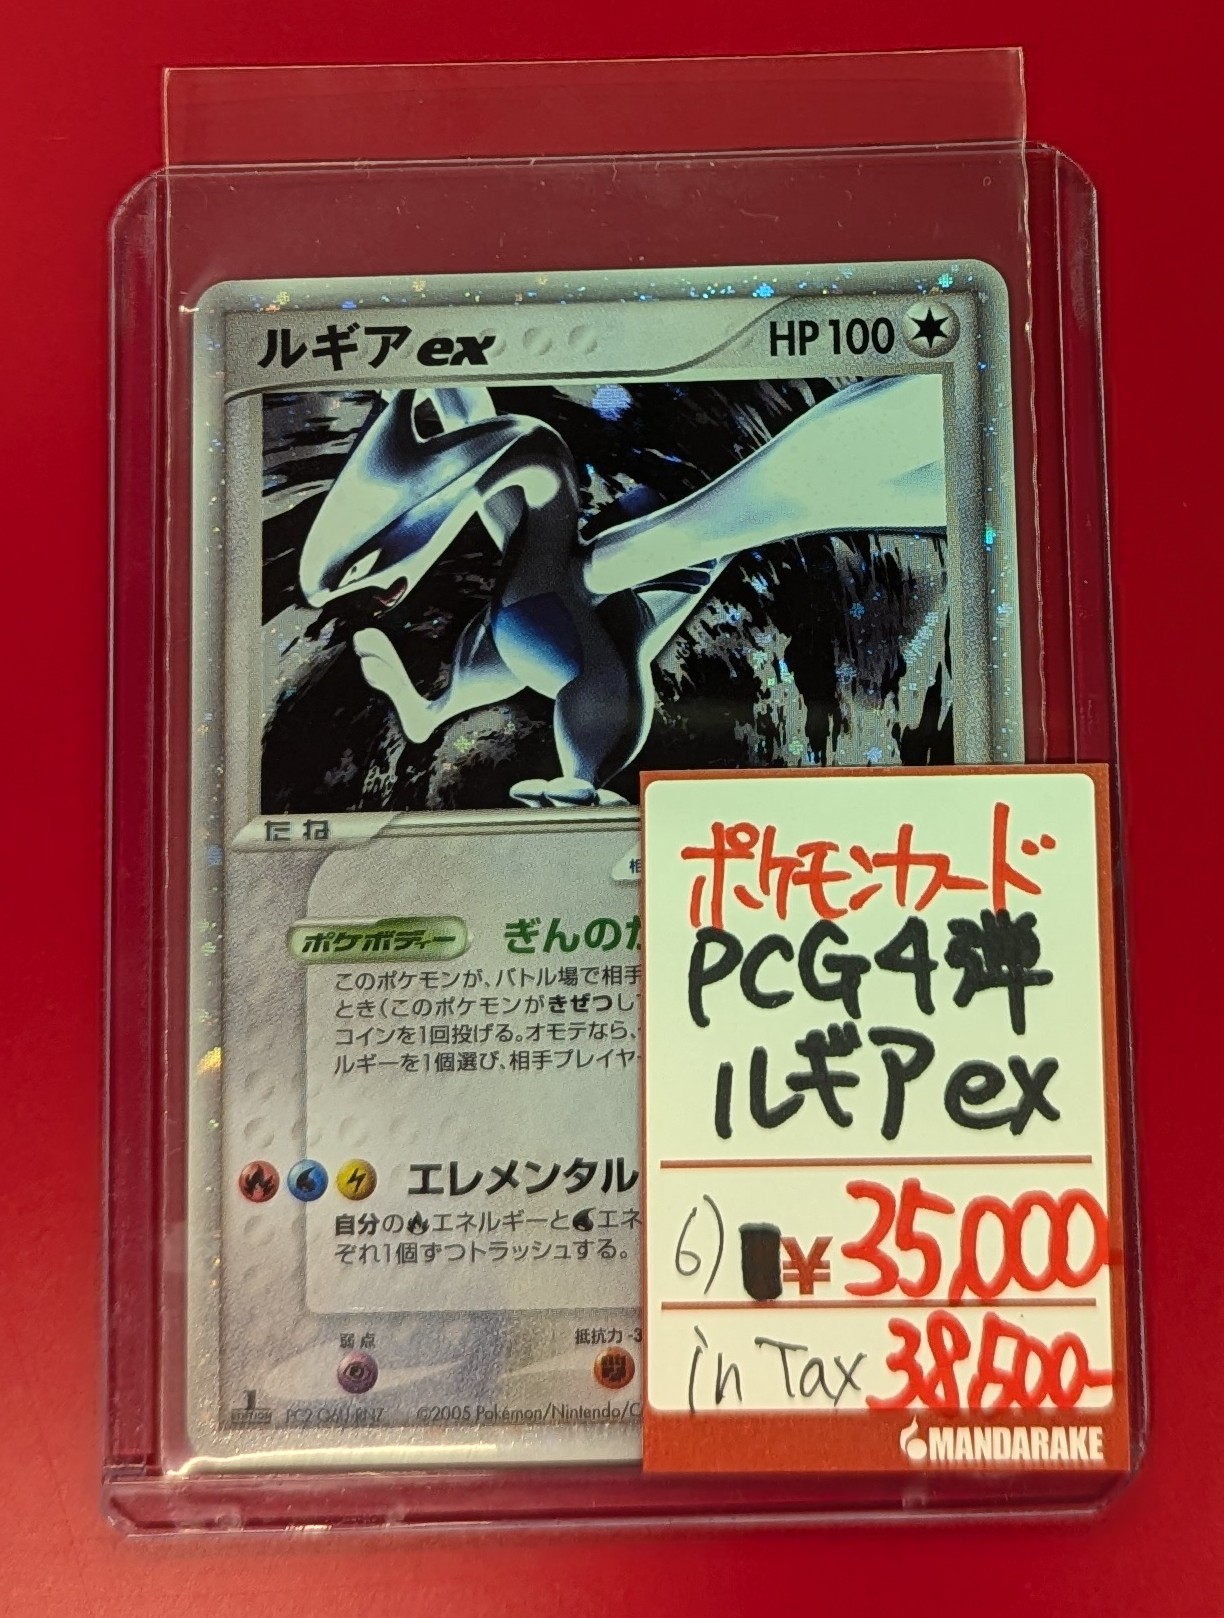 ルギアex
HP 100
たね
ポケボディー ぎんのた
このポケモンが、バトル場で相手
とき(このポケモンがきぜつして
コインを1回投げる。オモテなら、
ルギーを1個選び、相手プレイヤー
エレメンタル
自分のエネルギーとエネ
ぞれ1個ずつトラッシュする。
弱点
抵抗力 -3
1 EDITION
©2005 Pokémon/Nintendo/C
ポケモンカード
PCG4弾
ルギアex
6) ¥35,000-
in Tax 38,500-
MANDARAKE